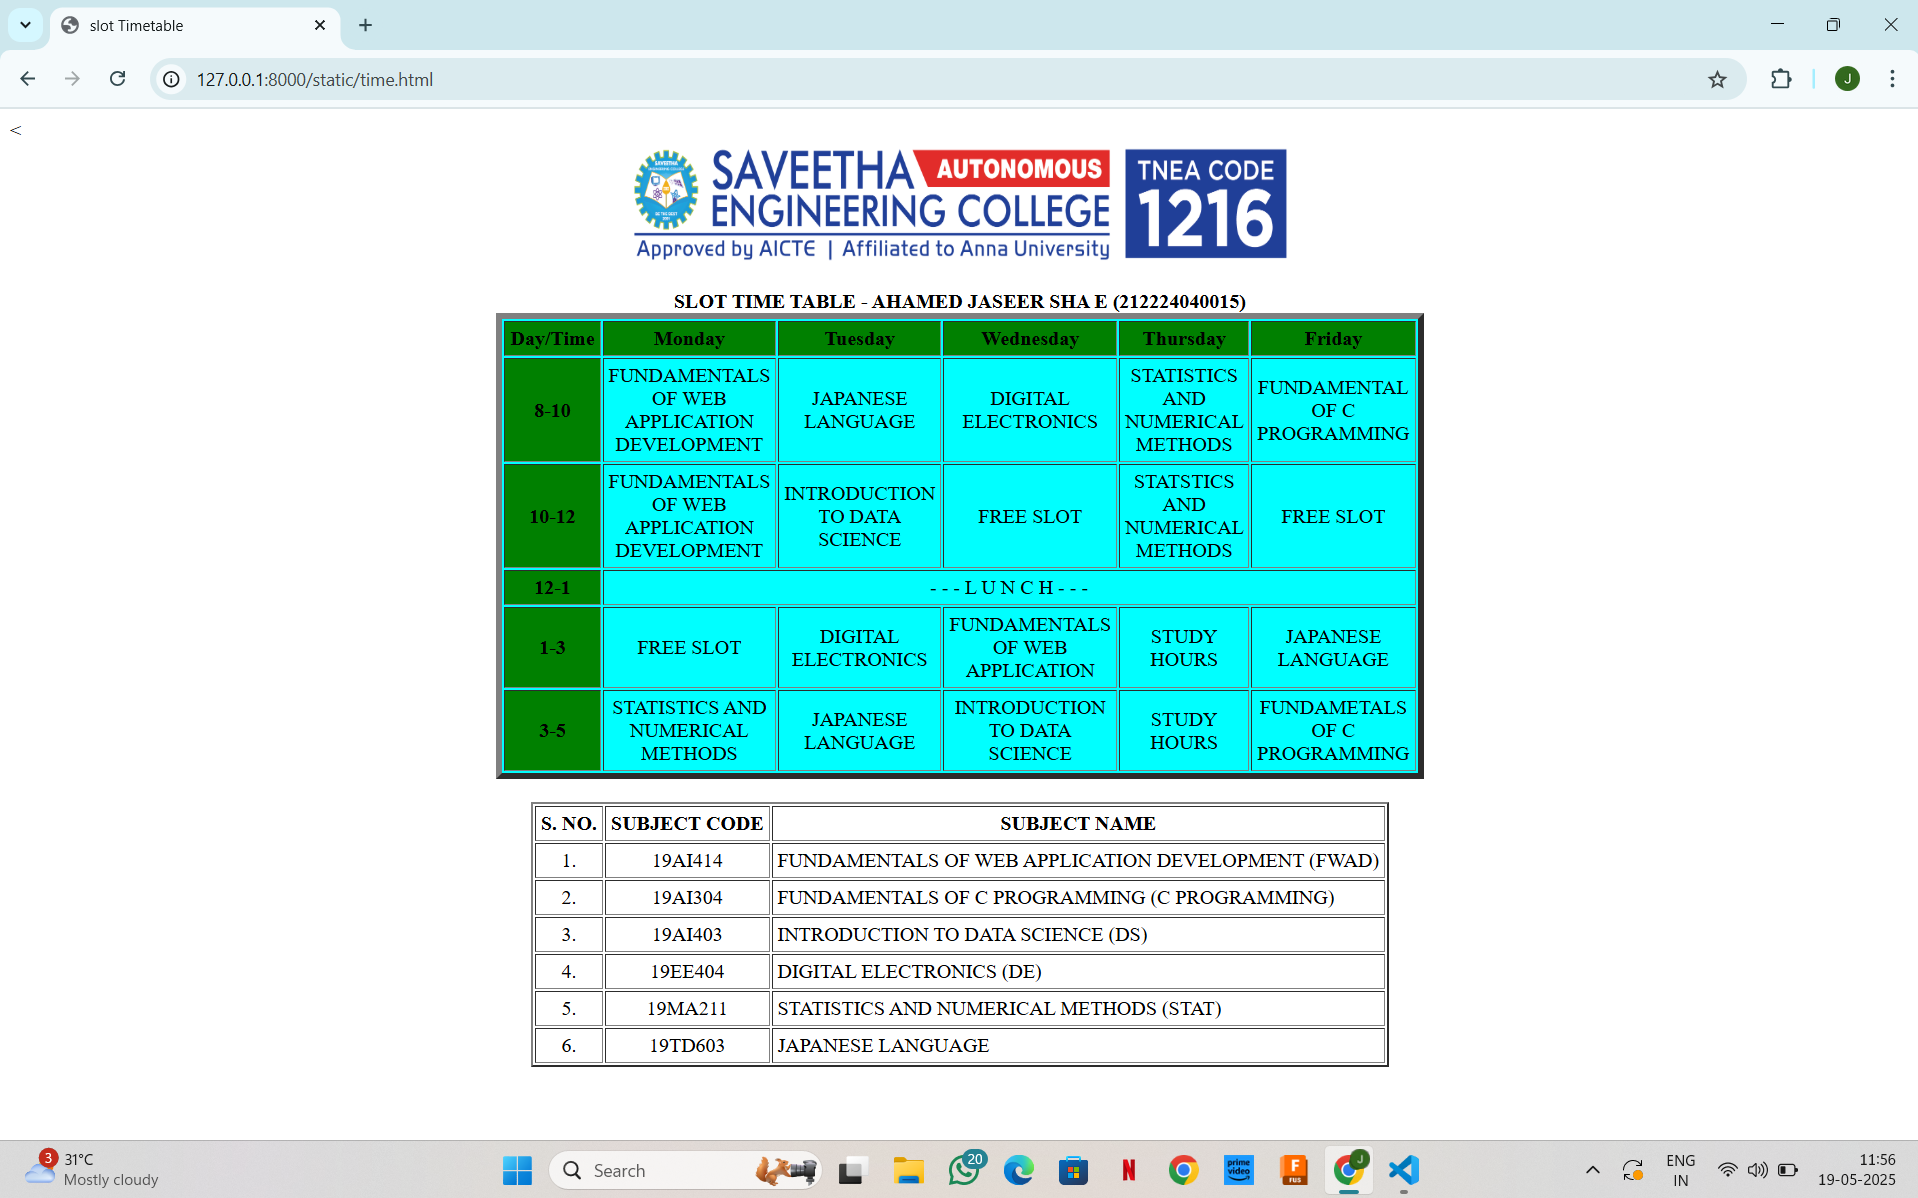 slot Timetable
127.0.0.1:8000/static/time.html
J
<
SAVEETHA AUTONOMOUS
ENGINEERING COLLEGE
Approved by AICTE | Affiliated to Anna University
TNEA CODE
1216
SLOT TIME TABLE - AHAMED JASEER SHA E (212224040015)
Day/Time Monday Tuesday Wednesday Thursday Friday
8-10
FUNDAMENTALS
OF WEB
APPLICATION
DEVELOPMENT
JAPANESE
LANGUAGE
DIGITAL
ELECTRONICS
STATISTICS
AND
NUMERICAL
METHODS
FUNDAMENTAL
OF C
PROGRAMMING
10-12
FUNDAMENTALS
OF WEB
APPLICATION
DEVELOPMENT
INTRODUCTION
TO DATA
SCIENCE
FREE SLOT
STATSTICS
AND
NUMERICAL
METHODS
FREE SLOT
12-1
- - - L U N C H - - -
1-3
FREE SLOT
DIGITAL
ELECTRONICS
FUNDAMENTALS
OF WEB
APPLICATION
STUDY
HOURS
JAPANESE
LANGUAGE
3-5
STATISTICS AND
NUMERICAL
METHODS
JAPANESE
LANGUAGE
INTRODUCTION
TO DATA
SCIENCE
STUDY
HOURS
FUNDAMETALS
OF C
PROGRAMMING
S. NO. SUBJECT CODE SUBJECT NAME
1. 19AI414 FUNDAMENTALS OF WEB APPLICATION DEVELOPMENT (FWAD)
2. 19AI304 FUNDAMENTALS OF C PROGRAMMING (C PROGRAMMING)
3. 19AI403 INTRODUCTION TO DATA SCIENCE (DS)
4. 19EE404 DIGITAL ELECTRONICS (DE)
5. 19MA211 STATISTICS AND NUMERICAL METHODS (STAT)
6. 19TD603 JAPANESE LANGUAGE
3
31°C
Mostly cloudy
Search
20
N
prime
video
F
FUS
J
ENG
IN
11:56
19-05-2025